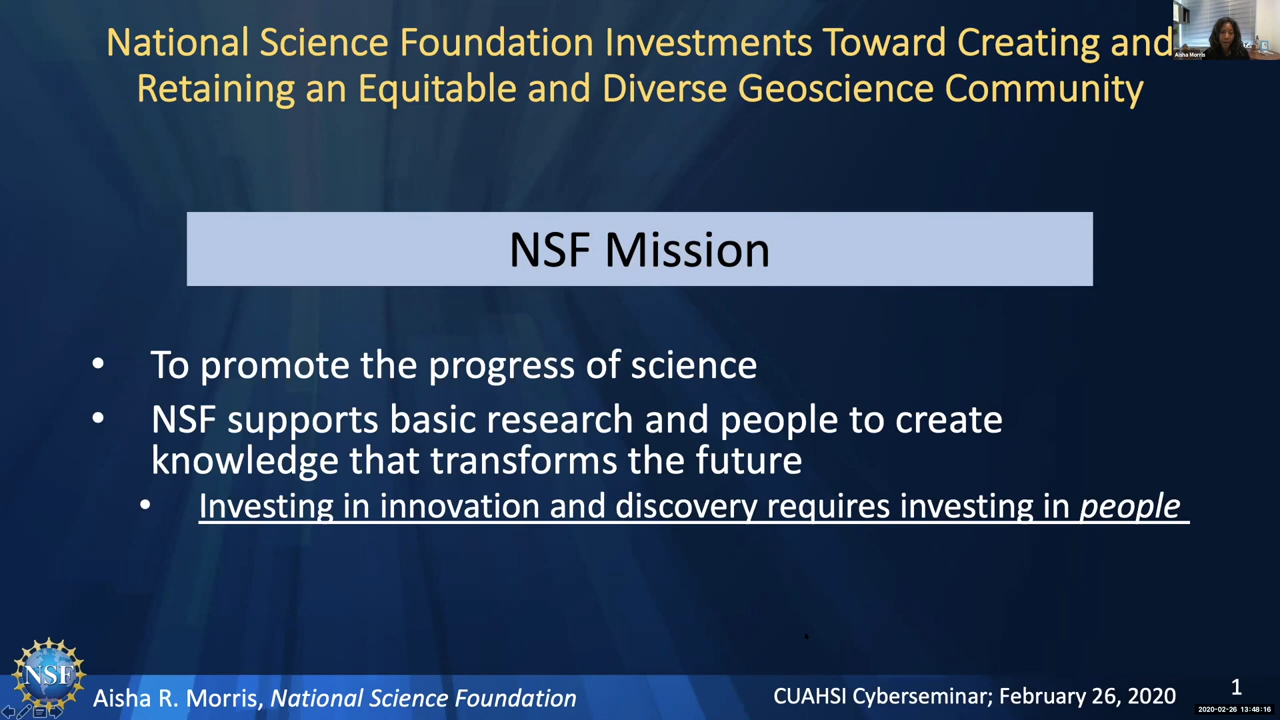 National Science Foundation Investments Toward Creating and
Retaining an Equitable and Diverse Geoscience Community
Aisha Morris
NSF Mission
• To promote the progress of science
• NSF supports basic research and people to create
knowledge that transforms the future
• Investing in innovation and discovery requires investing in people
NSF
Aisha R. Morris, National Science Foundation
CUAHSI Cyberseminar; February 26, 2020
1
2020-02-26 13:48:16